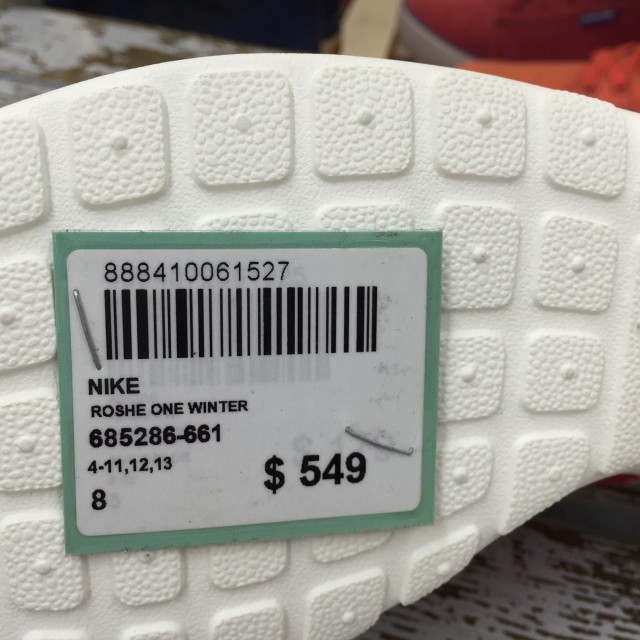 888410061527
NIKE
ROSHE ONE WINTER
685286-661
4-11,12,13
$ 549
8